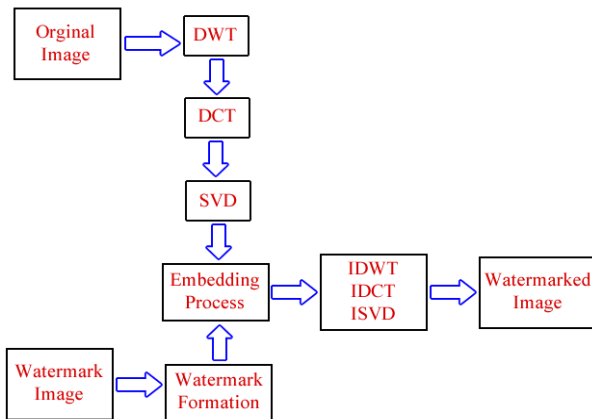 Orginal
Image
DWT
DCT
SVD
Embedding
Process
IDWT
IDCT
ISVD
Watermarked
Image
Watermark
Image
Watermark
Formation